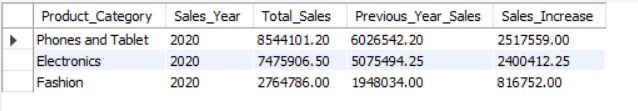 Product_Category Sales_Year Total_Sales Previous_Year_Sales Sales_Increase
Phones and Tablet 2020 8544101.20 6026542.20 2517559.00
Electronics 2020 7475906.50 5075494.25 2400412.25
Fashion 2020 2764786.00 1948034.00 816752.00